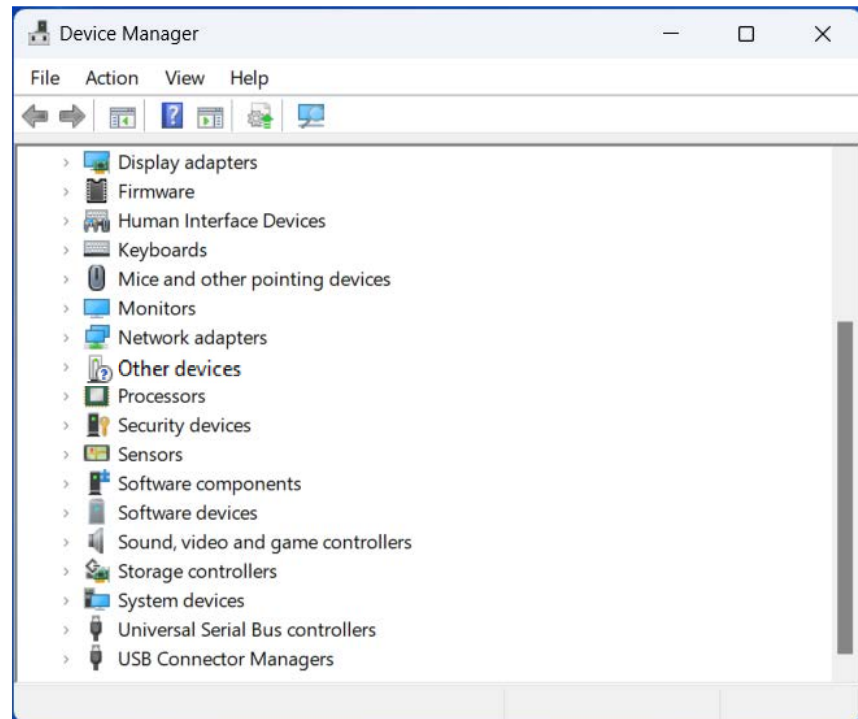 Device Manager
File Action View Help
Display adapters
Firmware
Human Interface Devices
Keyboards
Mice and other pointing devices
Monitors
Network adapters
Other devices
Processors
Security devices
Sensors
Software components
Software devices
Sound, video and game controllers
Storage controllers
System devices
Universal Serial Bus controllers
USB Connector Managers